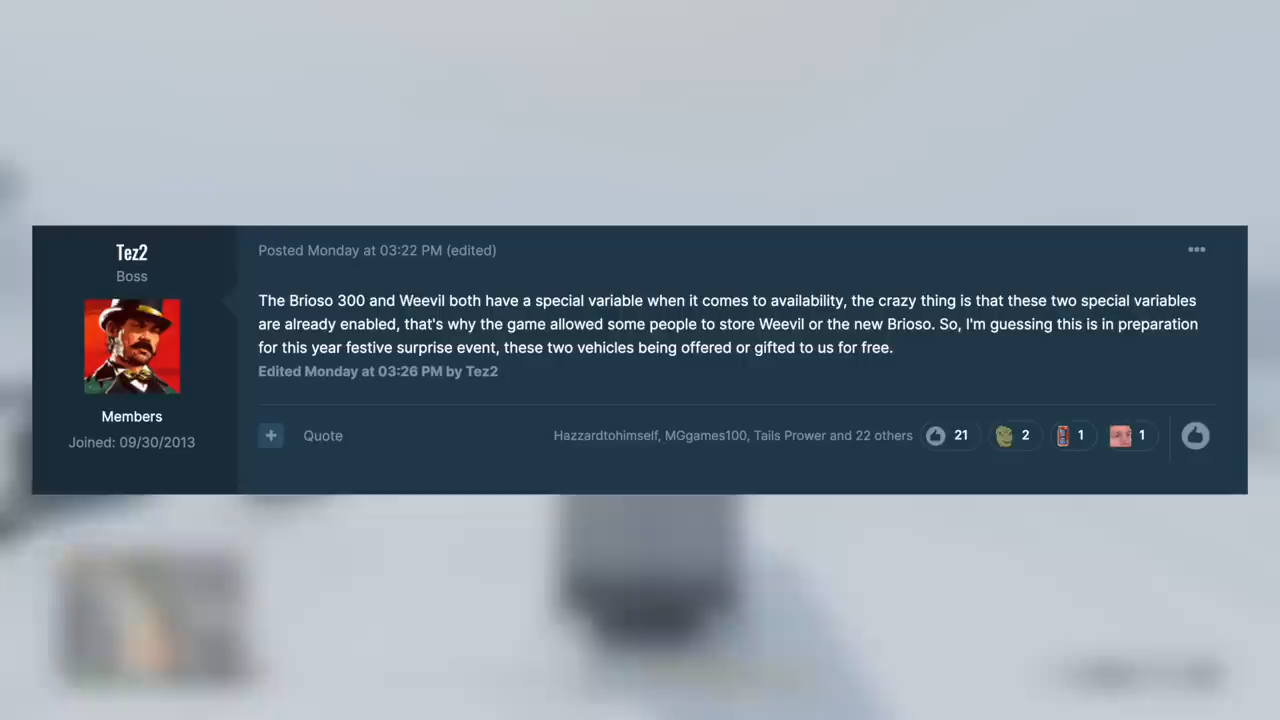 Tez2
Boss
Members
Joined: 09/30/2013
Posted Monday at 03:22 PM (edited)
The Brioso 300 and Weevil both have a special variable when it comes to availability, the crazy thing is that these two special variables
are already enabled, that's why the game allowed some people to store Weevil or the new Brioso. So, I'm guessing this is in preparation
for this year festive surprise event, these two vehicles being offered or gifted to us for free.
Edited Monday at 03:26 PM by Tez2
+ Quote
Hazzardtohimself, MGgames100, Tails Prower and 22 others 21 2 1 1